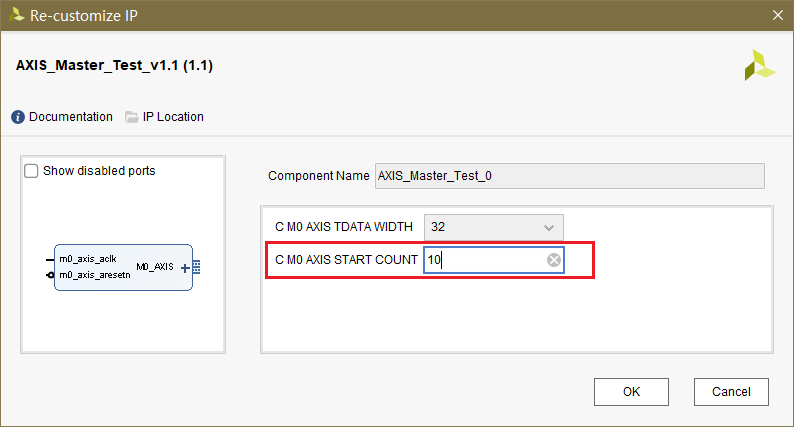 Re-customize IP
AXIS_Master_Test_v1.1 (1.1)
Documentation IP Location
Show disabled ports
m0_axis_aclk
m0_axis_aresetn
M0_AXIS
Component Name AXIS_Master_Test_0
C M0 AXIS TDATA WIDTH 32
C M0 AXIS START COUNT 10
OK Cancel